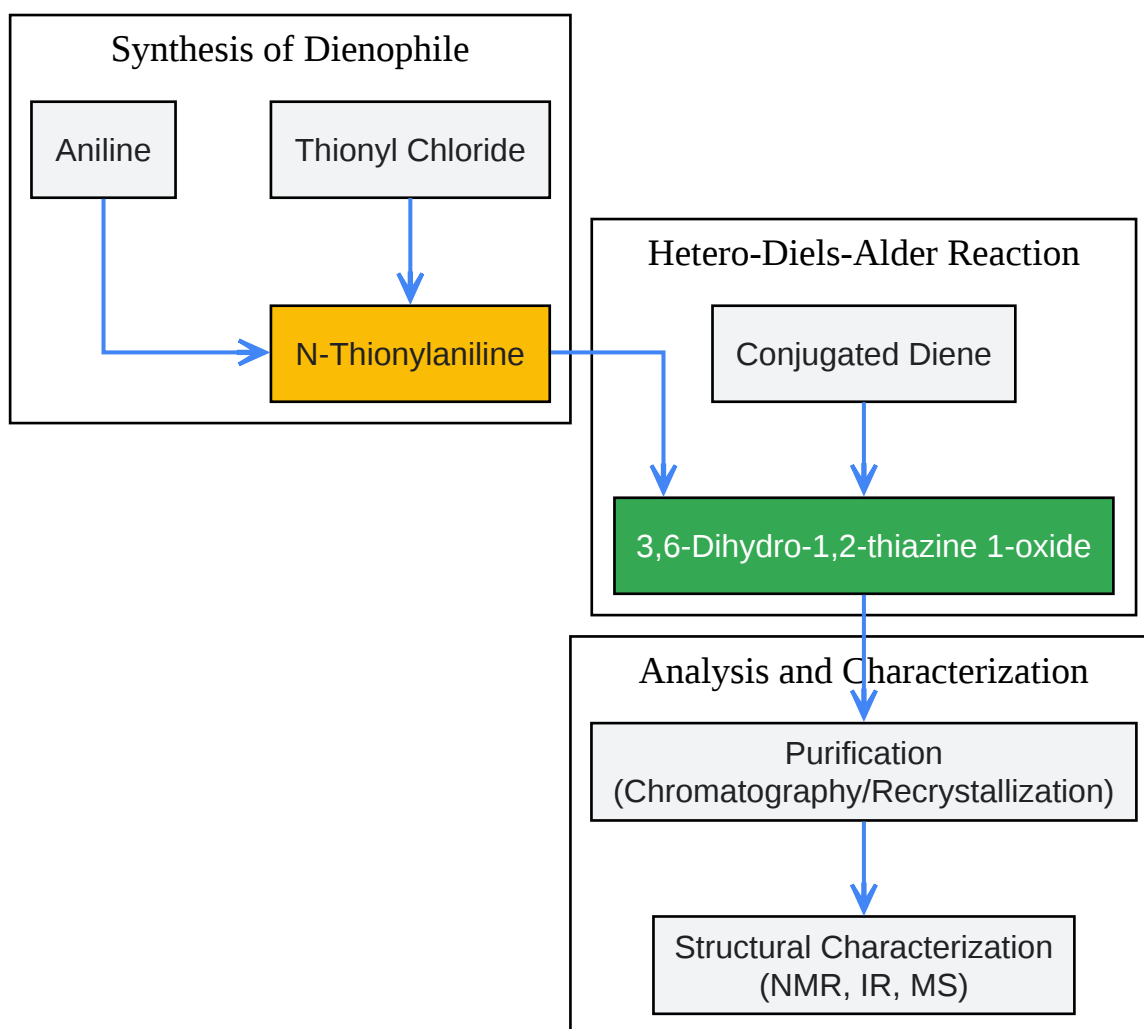 Synthesis of Dienophile
Aniline
Thionyl Chloride
N-Thionylaniline
Hetero-Diels-Alder Reaction
Conjugated Diene
3,6-Dihydro-1,2-thiazine 1-oxide
Analysis and Characterization
Purification
(Chromatography/Recrystallization)
Structural Characterization
(NMR, IR, MS)